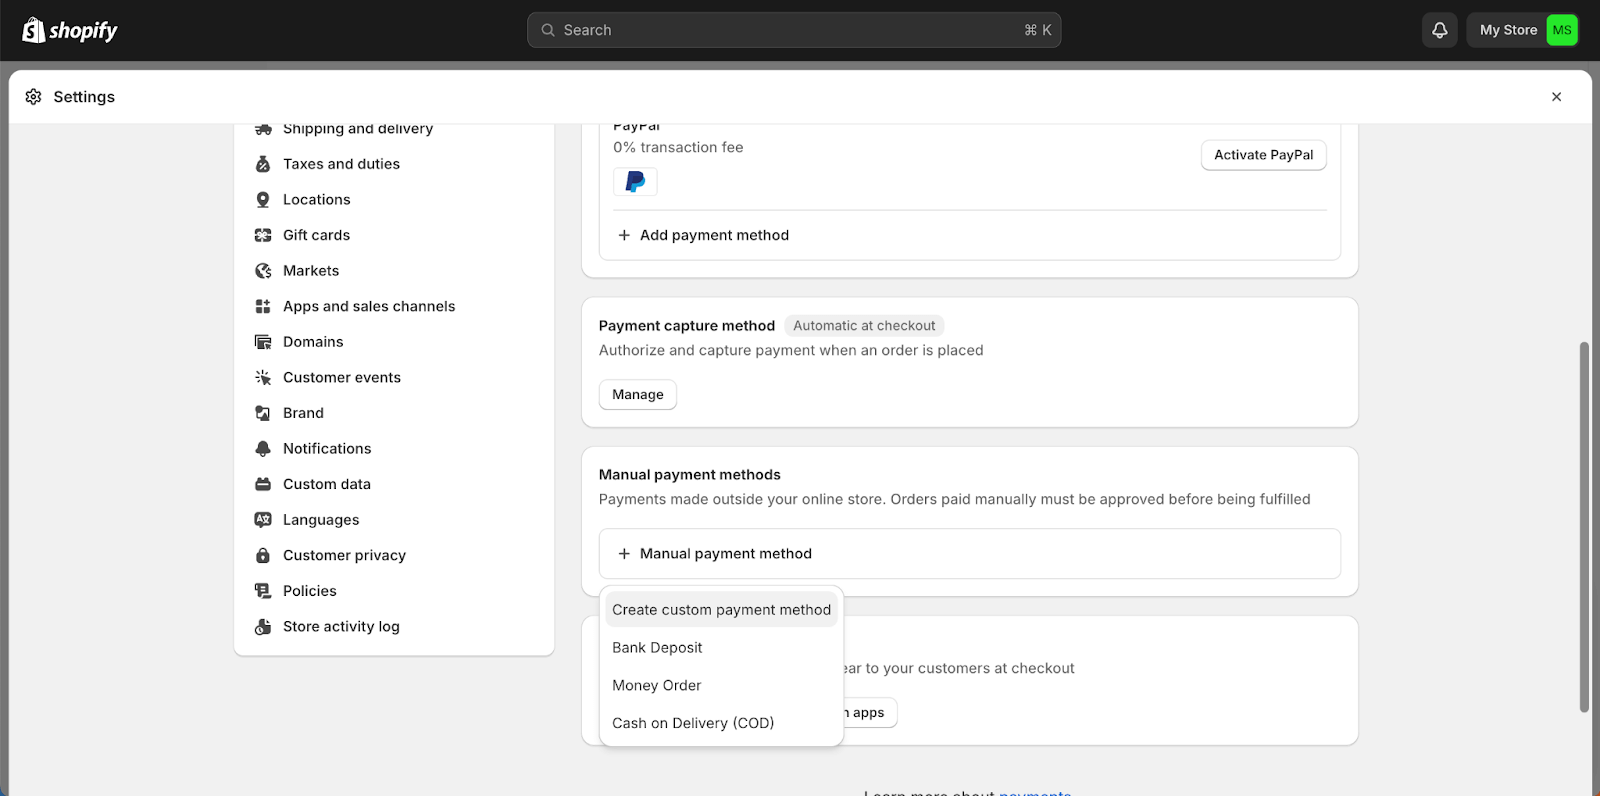 shopify
Search
⌘ K
My Store
MS
Settings
Shipping and delivery
Taxes and duties
Locations
Gift cards
Markets
Apps and sales channels
Domains
Customer events
Brand
Notifications
Custom data
Languages
Customer privacy
Policies
Store activity log
PayPal
0% transaction fee
Activate PayPal
+ Add payment method
Payment capture method Automatic at checkout
Authorize and capture payment when an order is placed
Manage
Manual payment methods
Payments made outside your online store. Orders paid manually must be approved before being fulfilled
+ Manual payment method
Create custom payment method
Bank Deposit
Money Order
Cash on Delivery (COD)
to your customers at checkout
apps
Learn more about payments